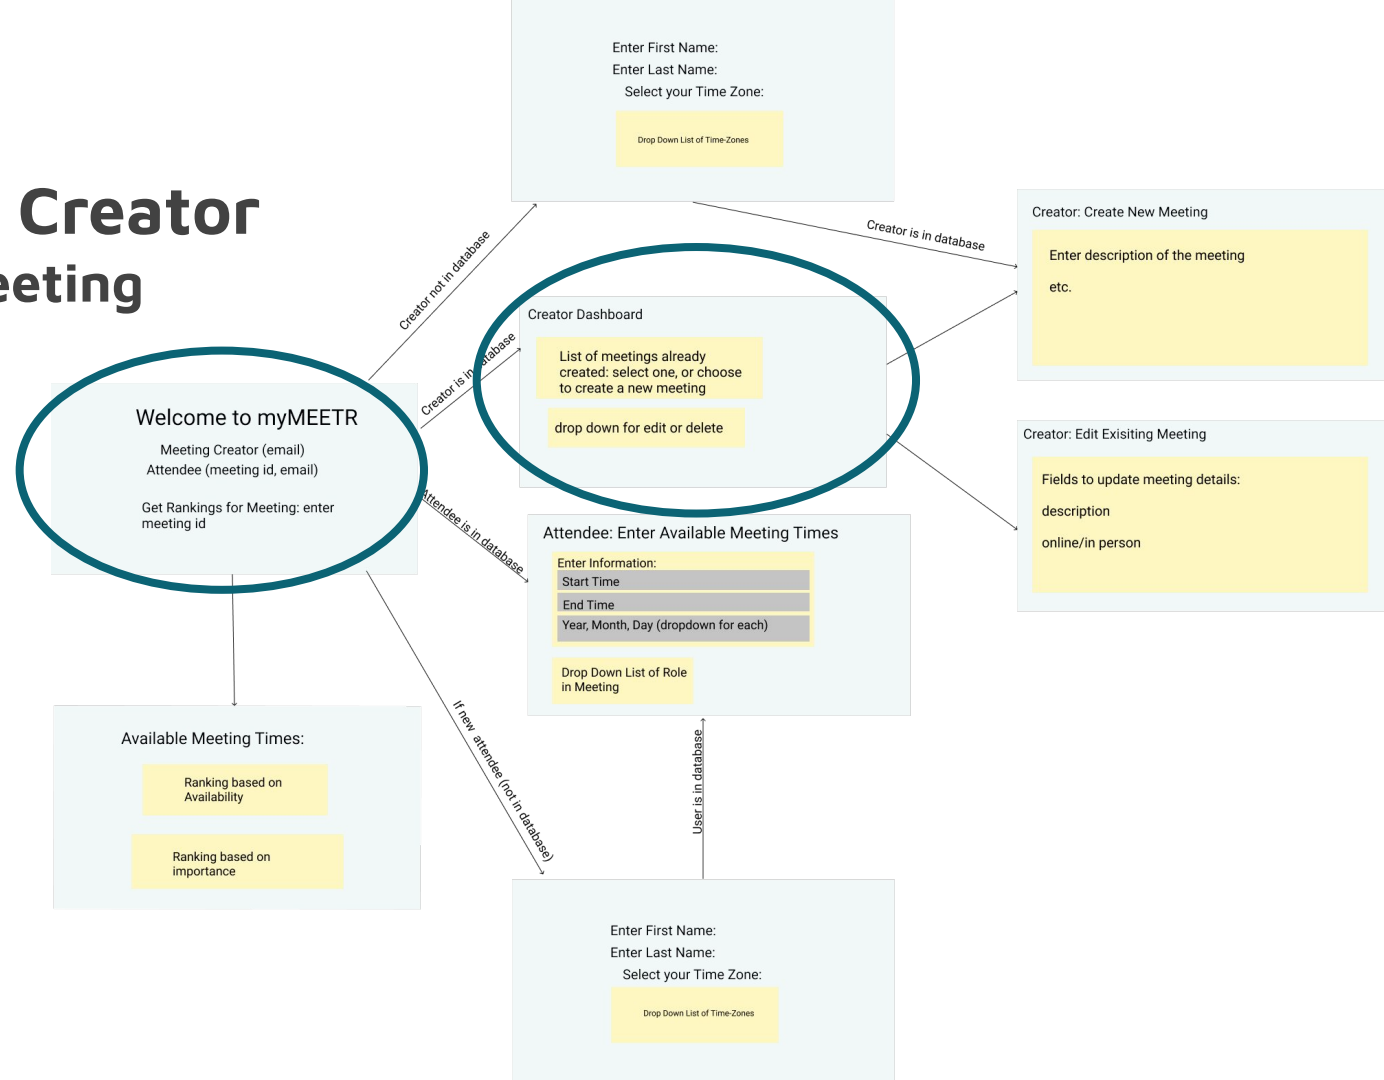 Enter First Name:
Enter Last Name:
Select your Time Zone:
Drop Down List of Time-Zones
Creator
eeting
Creator not in database
Creator is in database
Creator: Create New Meeting
Enter description of the meeting
etc.
Creator Dashboard
List of meetings already
created: select one, or choose
to create a new meeting
drop down for edit or delete
Creator is in database
Welcome to myMEETR
Meeting Creator (email)
Attendee (meeting id, email)
Get Rankings for Meeting: enter
meeting id
Creator: Edit Exisiting Meeting
Fields to update meeting details:
description
online/in person
Attendee is in database
Attendee: Enter Available Meeting Times
Enter Information:
Start Time
End Time
Year, Month, Day (dropdown for each)
Drop Down List of Role
in Meeting
Available Meeting Times:
Ranking based on
Availability
Ranking based on
importance
If new attendee (not in database)
User is in database
Enter First Name:
Enter Last Name:
Select your Time Zone:
Drop Down List of Time-Zones